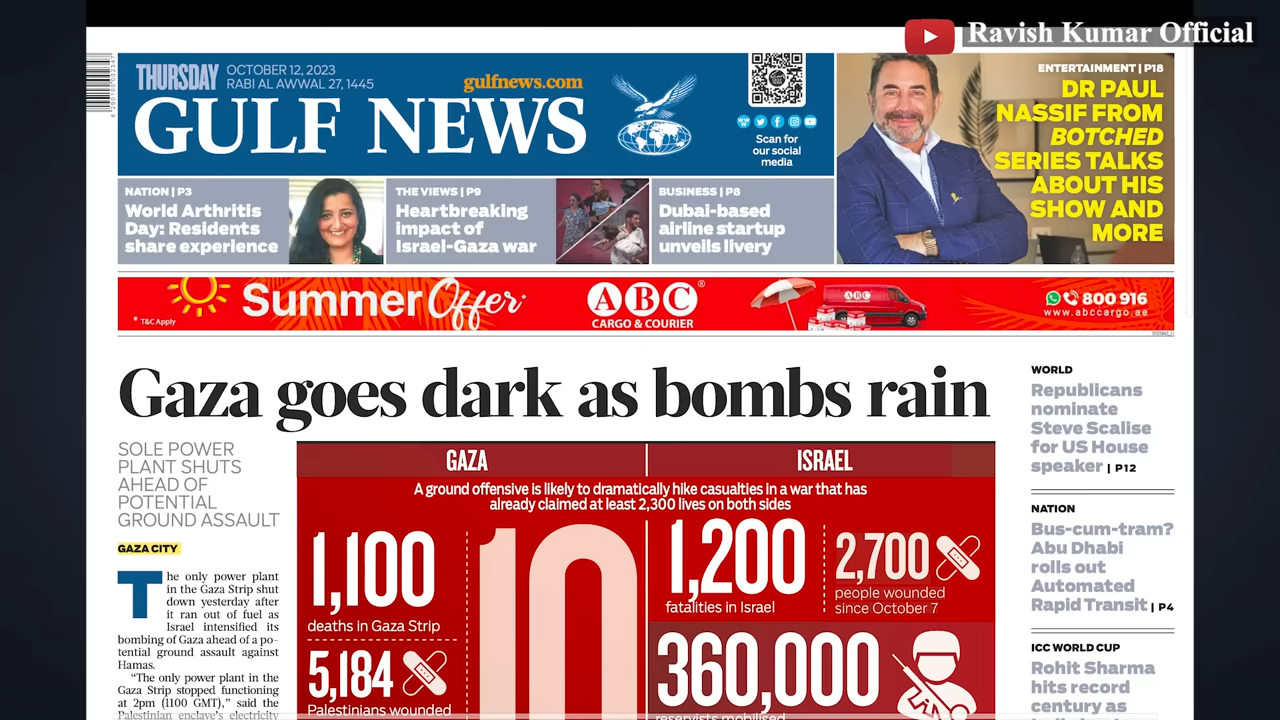 Ravish Kumar Official
THURSDAY
OCTOBER 12, 2023
RABI AL AWWAL 27, 1445
gulfnews.com
GULF NEWS
Scan for
our social
media
ENTERTAINMENT | P18
DR PAUL
NASSIF FROM
BOTCHED
SERIES TALKS
ABOUT HIS
SHOW AND
MORE
NATION | P3
World Arthritis
Day: Residents
share experience
THE VIEWS | P9
Heartbreaking
impact of
Israel-Gaza war
BUSINESS | P8
Dubai-based
airline startup
unveils livery
* T&C Apply
Summer Offer
ABC®
CARGO & COURIER
ABC
800 916
www.abccargo.ae
Gaza goes dark as bombs rain
SOLE POWER
PLANT SHUTS
AHEAD OF
POTENTIAL
GROUND ASSAULT
GAZA CITY
The only power plant
in the Gaza Strip shut
down yesterday after
it ran out of fuel as
Israel intensified its
bombing of Gaza ahead of a po-
tential ground assault against
Hamas.
"The only power plant in the
Gaza Strip stopped functioning
at 2pm (1100 GMT)," said the
Palestinian enclave's electricity
GAZA
ISRAEL
A ground offensive is likely to dramatically hike casualties in a war that has
already claimed at least 2,300 lives on both sides
1,100
deaths in Gaza Strip
5,184
Palestinians wounded
10
1,200
fatalities in Israel
2,700
people wounded
since October 7
360,000
reservists mobilised
WORLD
Republicans
nominate
Steve Scalise
for US House
speaker | P12
NATION
Bus-cum-tram?
Abu Dhabi
rolls out
Automated
Rapid Transit | P4
ICC WORLD CUP
Rohit Sharma
hits record
century as